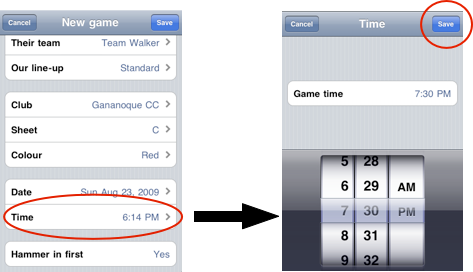 Cancel New game Save
Their team Team Walker
Our line-up Standard
Club Gananoque CC
Sheet C
Colour Red
Date Sun Aug 23, 2009
Time 6:14 PM
Hammer in first Yes
Cancel Time Save
Game time 7:30 PM
5 28
6 29 AM
7 30 PM
8 31
9 32